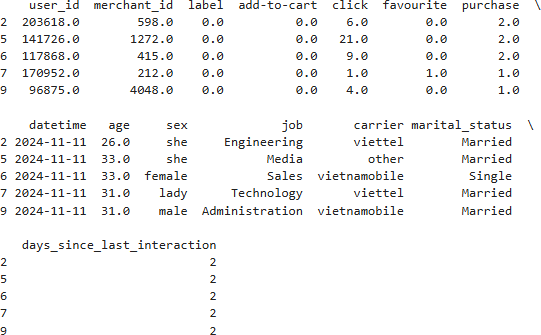 user_id merchant_id label add-to-cart click favourite purchase \
2 203618.0 598.0 0.0 0.0 6.0 0.0 2.0
5 141726.0 1272.0 0.0 0.0 21.0 0.0 2.0
6 117868.0 415.0 0.0 0.0 9.0 0.0 2.0
7 170952.0 212.0 0.0 0.0 1.0 1.0 1.0
9 96875.0 4048.0 0.0 0.0 4.0 0.0 1.0
datetime age sex job carrier marital_status \
2 2024-11-11 26.0 she Engineering viettel Married
5 2024-11-11 33.0 she Media other Married
6 2024-11-11 33.0 female Sales vietnamobile Single
7 2024-11-11 31.0 lady Technology viettel Married
9 2024-11-11 31.0 male Administration vietnamobile Married
days_since_last_interaction
2 2
5 2
6 2
7 2
9 2